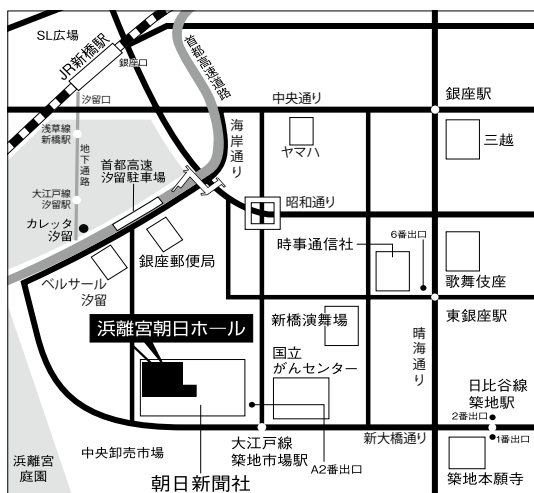 SL広場
JR新橋駅
銀座口
汐留口
首都高速道路
中央通り
銀座駅
浅草線
新橋駅
地下通路
海岸通り
ヤマハ
三越
首都高速
汐留駐車場
大江戸線
汐留駅
昭和通り
カレッタ
汐留
時事通信社
6番出口
銀座郵便局
歌舞伎座
ベルサール
汐留
東銀座駅
新橋演舞場
浜離宮朝日ホール
晴海通り
国立
がんセンター
日比谷線
築地駅
2番出口
新大橋通り
1番出口
中央卸売市場
大江戸線
築地市場駅
A2番出口
浜離宮
庭園
朝日新聞社
築地本願寺